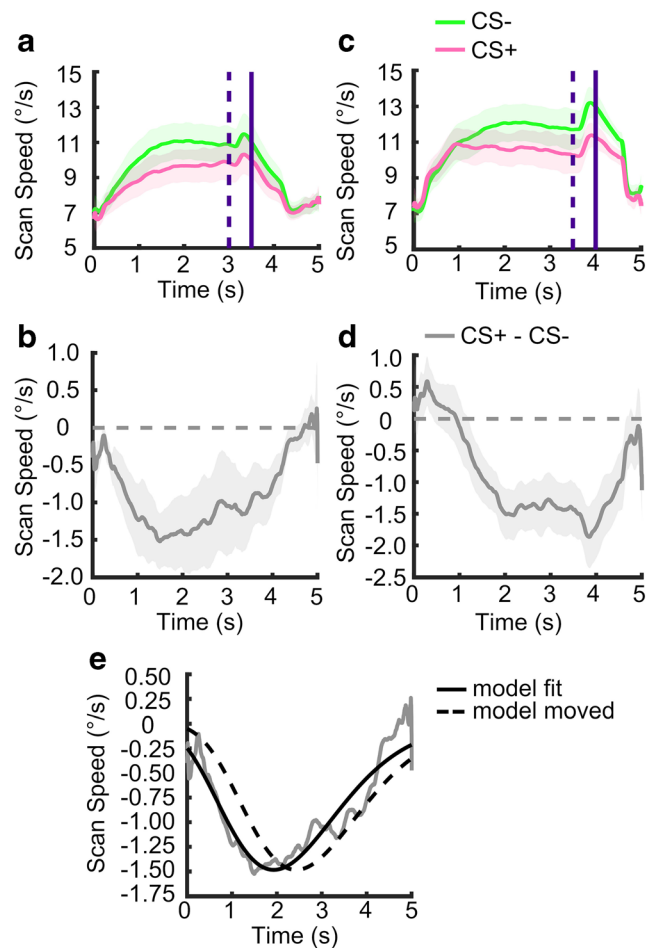 a
c
CS-
CS+
15
13
11
9
7
5
Scan Speed (°/s)
0 1 2 3 4 5
Time (s)
15
13
11
9
7
5
Scan Speed (°/s)
0 1 2 3 4 5
Time (s)
b
1.0
0.5
0
-0.5
-1.0
-1.5
-2.0
Scan Speed (°/s)
0 1 2 3 4 5
Time (s)
d
CS+ - CS-
1.0
0.5
0
-0.5
-1.0
-1.5
-2.0
-2.5
Scan Speed (°/s)
0 1 2 3 4 5
Time (s)
e
0.50
0.25
0
-0.25
-0.50
-0.75
-1.00
-1.25
-1.50
-1.75
Scan Speed (°/s)
0 1 2 3 4 5
Time (s)
model fit
model moved